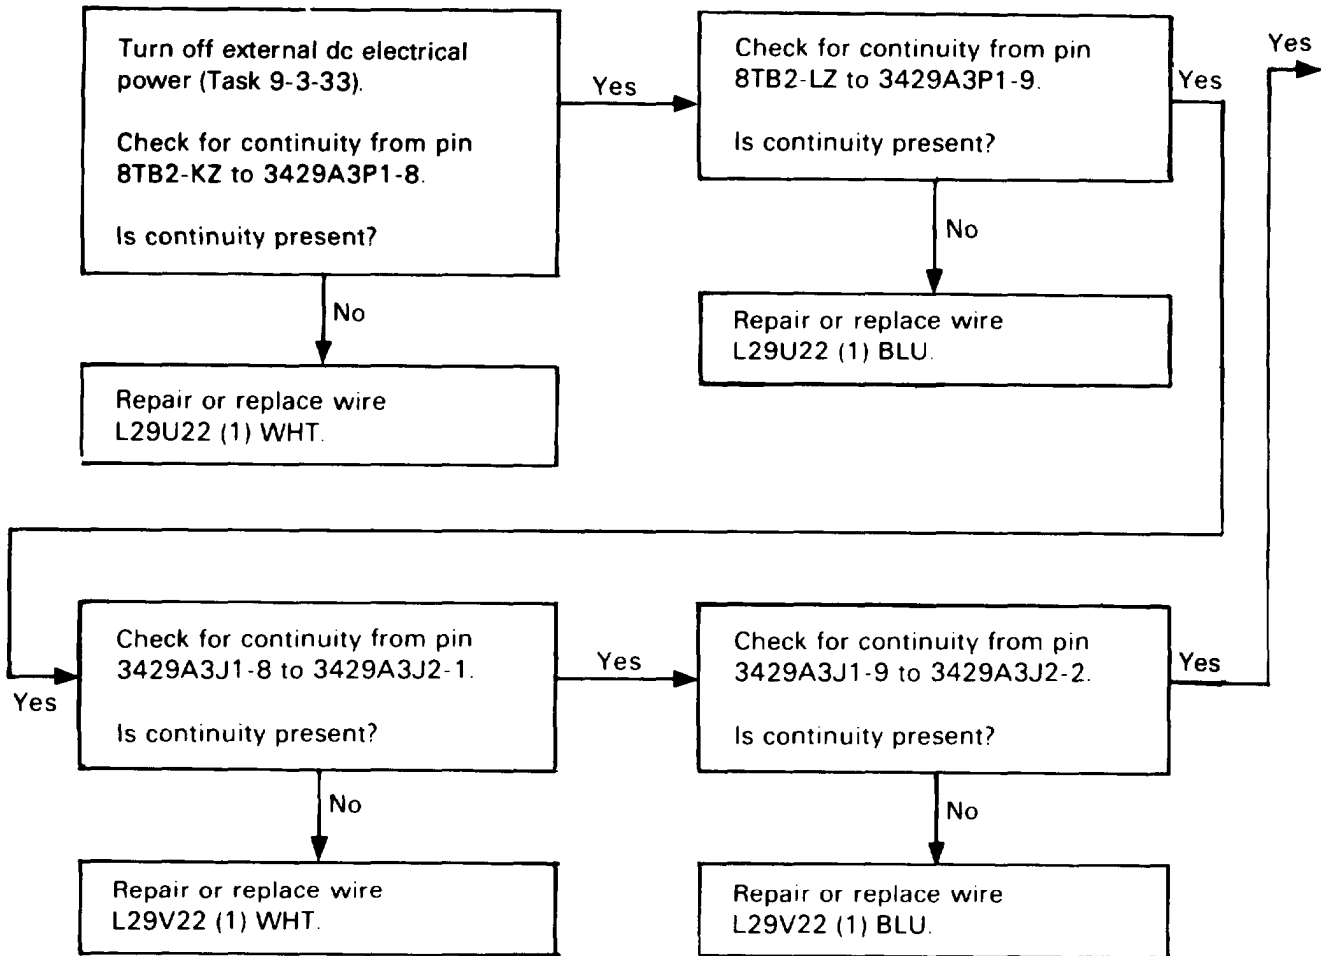 Turn off external dc electrical
power (Task 9-3-33).
Check for continuity from pin
8TB2-KZ to 3429A3P1-8.
Is continuity present?
Yes
No
Repair or replace wire
L29U22 (1) WHT.
Check for continuity from pin
8TB2-LZ to 3429A3P1-9.
Is continuity present?
Yes
No
Repair or replace wire
L29U22 (1) BLU.
Yes
Yes
Check for continuity from pin
3429A3J1-8 to 3429A3J2-1.
Is continuity present?
Yes
No
Repair or replace wire
L29V22 (1) WHT.
Check for continuity from pin
3429A3J1-9 to 3429A3J2-2.
Is continuity present?
Yes
No
Repair or replace wire
L29V22 (1) BLU.